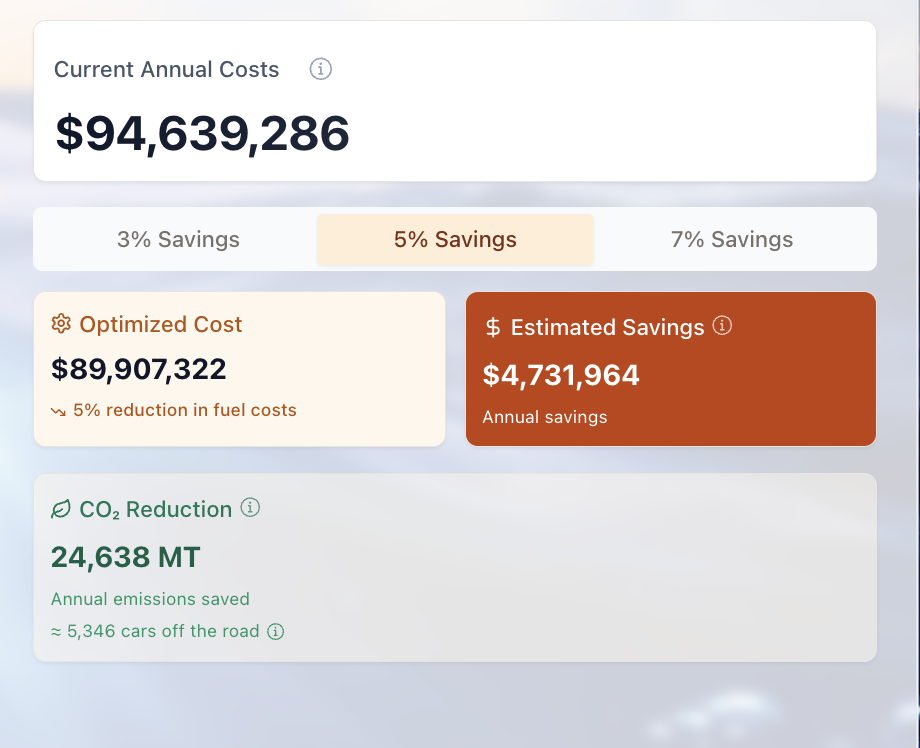 Current Annual Costs
$94,639,286
3% Savings
5% Savings
7% Savings
Optimized Cost
$89,907,322
5% reduction in fuel costs
$ Estimated Savings
$4,731,964
Annual savings
CO₂ Reduction
24,638 MT
Annual emissions saved
≈ 5,346 cars off the road